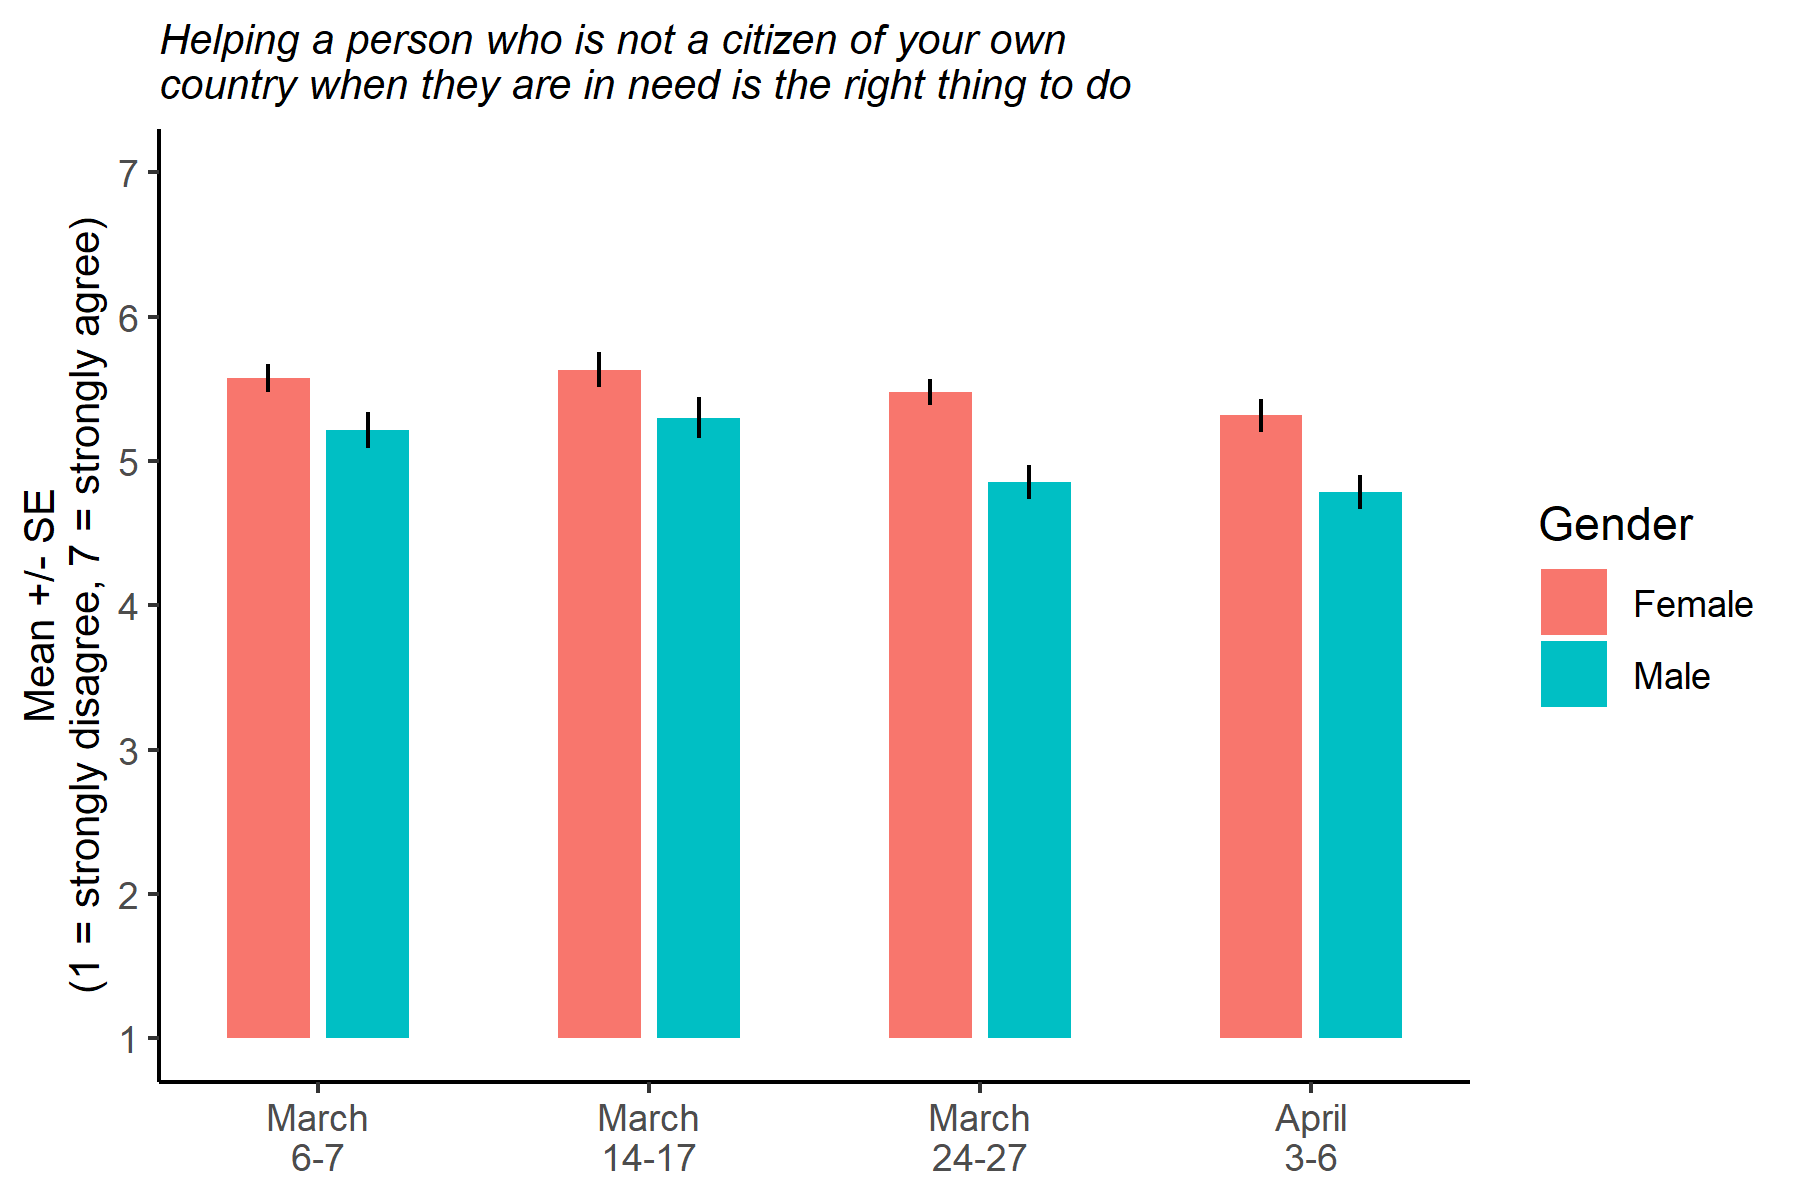 Helping a person who is not a citizen of your own
country when they are in need is the right thing to do
Mean +/- SE
(1 = strongly disagree, 7 = strongly agree)
7
6
5
4
3
2
1
March
6-7
March
14-17
March
24-27
April
3-6
Gender
Female
Male